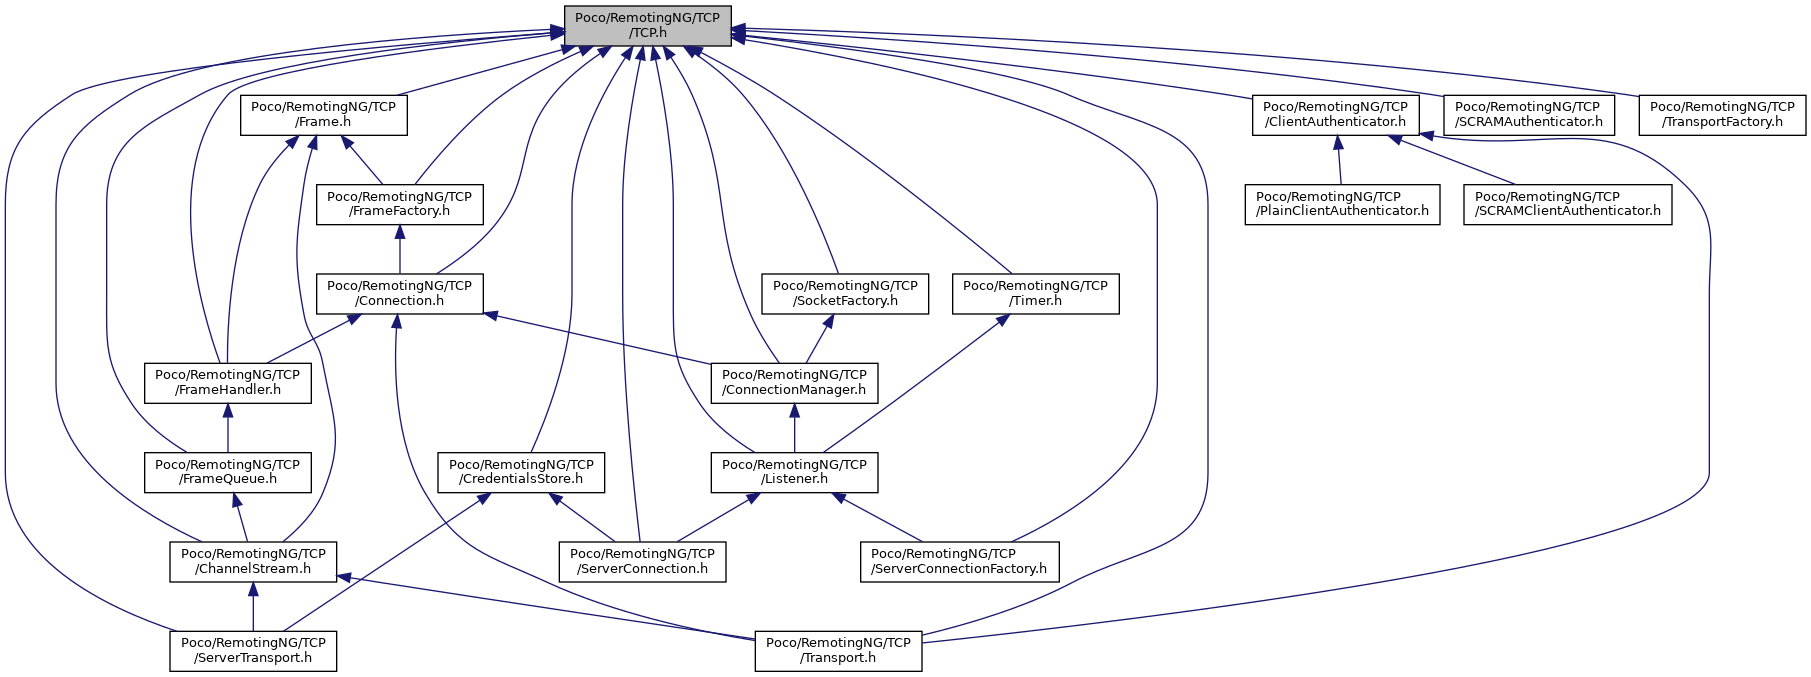 Poco/RemotingNG/TCP
/TCP.h
Poco/RemotingNG/TCP
/Frame.h
Poco/RemotingNG/TCP
/ClientAuthenticator.h
Poco/RemotingNG/TCP
/SCRAMAuthenticator.h
Poco/RemotingNG/TCP
/TransportFactory.h
Poco/RemotingNG/TCP
/FrameFactory.h
Poco/RemotingNG/TCP
/PlainClientAuthenticator.h
Poco/RemotingNG/TCP
/SCRAMClientAuthenticator.h
Poco/RemotingNG/TCP
/Connection.h
Poco/RemotingNG/TCP
/SocketFactory.h
Poco/RemotingNG/TCP
/Timer.h
Poco/RemotingNG/TCP
/FrameHandler.h
Poco/RemotingNG/TCP
/ConnectionManager.h
Poco/RemotingNG/TCP
/FrameQueue.h
Poco/RemotingNG/TCP
/CredentialsStore.h
Poco/RemotingNG/TCP
/Listener.h
Poco/RemotingNG/TCP
/ChannelStream.h
Poco/RemotingNG/TCP
/ServerConnection.h
Poco/RemotingNG/TCP
/ServerConnectionFactory.h
Poco/RemotingNG/TCP
/ServerTransport.h
Poco/RemotingNG/TCP
/Transport.h